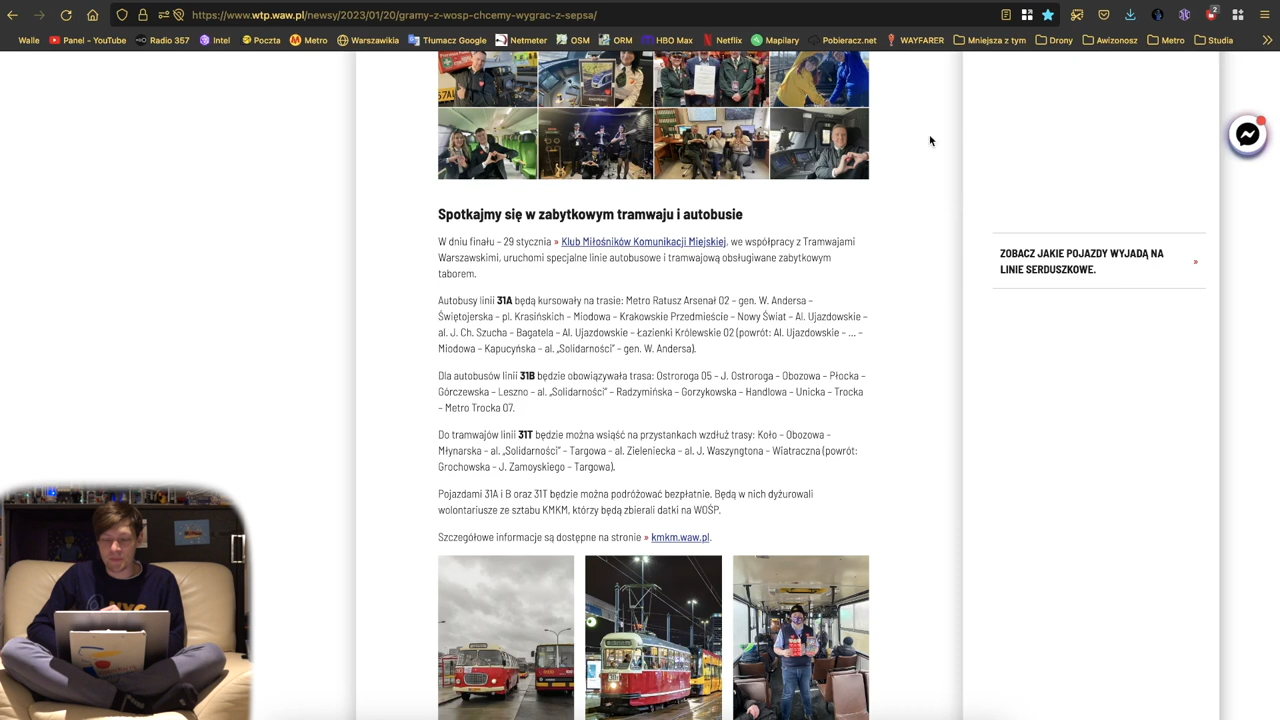 https://www.wtp.waw.pl/newsy/2023/01/20/gramy-z-wosp-chcemy-wygrac-z-sepsa/
2
Walle Panel - YouTube Radio 357 Intel Poczta Metro Warszawikia Tłumacz Google Netmeter OSM ORM HBO Max Netflix Mapilary Pobieracz.net WAYFARER Mniejsza z tym Drony Awizonosz Metro Studia
Spotkajmy się w zabytkowym tramwaju i autobusie
W dniu finału – 29 stycznia » Klub Miłośników Komunikacji Miejskiej, we współpracy z Tramwajami
Warszawskimi, uruchomi specjalne linie autobusowe i tramwajową obsługiwane zabytkowym
taborem.
Autobusy linii 31A będą kursowały na trasie: Metro Ratusz Arsenał 02 – gen. W. Andersa –
Świętojerska – pl. Krasińskich – Miodowa – Krakowskie Przedmieście – Nowy Świat – Al. Ujazdowskie –
al. J. Ch. Szucha – Bagatela – Al. Ujazdowskie – Łazienki Królewskie 02 (powrót: Al. Ujazdowskie – ... –
Miodowa – Kapucyńska – al. „Solidarności” – gen. W. Andersa).
Dla autobusów linii 31B będzie obowiązywała trasa: Ostroroga 05 – J. Ostroroga – Obozowa – Płocka –
Górczewska – Leszno – al. „Solidarności” – Radzymińska – Gorzykowska – Handlowa – Unicka – Trocka
– Metro Trocka 07.
Do tramwajów linii 31T będzie można wsiąść na przystankach wzdłuż trasy: Koło – Obozowa –
Młynarska – al. „Solidarności” – Targowa – al. Zieleniecka – al. J. Waszyngtona – Wiatraczna (powrót:
Grochowska – J. Zamoyskiego – Targowa).
Pojazdami 31A i B oraz 31T będzie można podróżować bezpłatnie. Będą w nich dyżurowali
wolontariusze ze sztabu KMKM, którzy będą zbierali datki na WOŚP.
Szczegółowe informacje są dostępne na stronie » kmkm.waw.pl.
ZOBACZ JAKIE POJAZDY WYJADĄ NA
LINIE SERDUSZKOWE. »